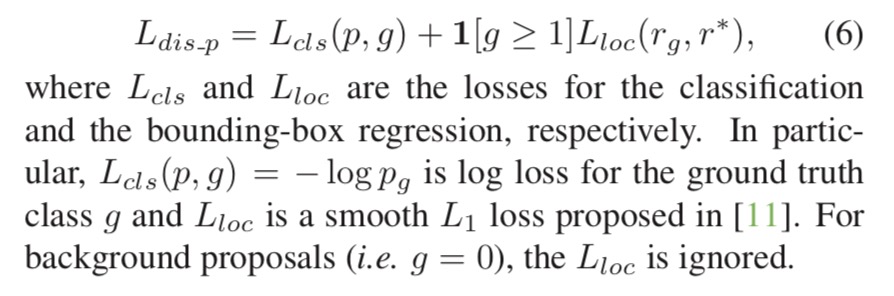 L_{dis-p} = L_{cls}(p, g) + 1[g ≥ 1]L_{loc}(r_g, r^*), (6)
where L_{cls} and L_{loc} are the losses for the classification
and the bounding-box regression, respectively. In partic-
ular, L_{cls}(p, g) = − log p_g is log loss for the ground truth
class g and L_{loc} is a smooth L_1 loss proposed in [11]. For
background proposals (i.e. g = 0), the L_{loc} is ignored.